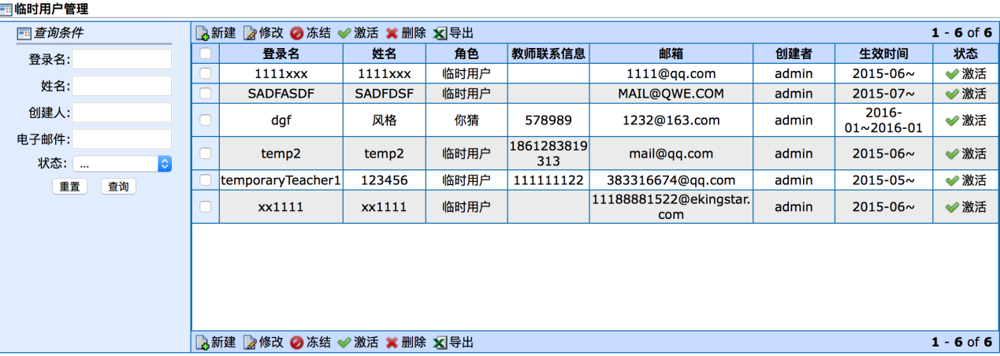 临时用户管理
查询条件
登录名:
姓名:
创建人:
电子邮件:
状态: ...
重置 查询
新建 修改 冻结 激活 删除 导出 1 - 6 of 6
登录名 姓名 角色 教师联系信息 邮箱 创建者 生效时间 状态
1111xxx 1111xxx 临时用户 1111@qq.com admin 2015-06~ 激活
SADFASDF SADFDSF 临时用户 MAIL@QWE.COM admin 2015-07~ 激活
dgf 风格 你猜 578989 1232@163.com admin 2016-
01~2016-01 激活
temp2 temp2 临时用户 1861283819
313 mail@qq.com admin 2015-06~ 激活
temporaryTeacher1 123456 临时用户 111111122 383316674@qq.com admin 2015-05~ 激活
xx1111 xx1111 临时用户 11188881522@ekingstar.
com admin 2015-06~ 激活
新建 修改 冻结 激活 删除 导出 1 - 6 of 6